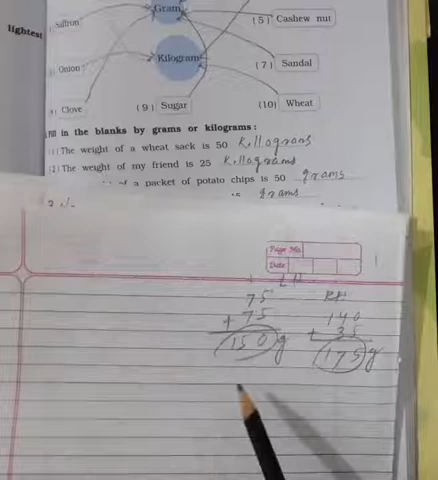 Gram
Saffron
(5) Cashew nut
lightest
Kilogram
Onion
(7) Sandal
Clove
(9) Sugar
(10) Wheat
Fill in the blanks by grams or kilograms :
(1) The weight of a wheat sack is 50 killograns
(2) The weight of my friend is 25 killograms
of a packet of potato chips is 50 grams
grams
Page No.
Date
75
140
+ 75
+ 35
150 g
175 g